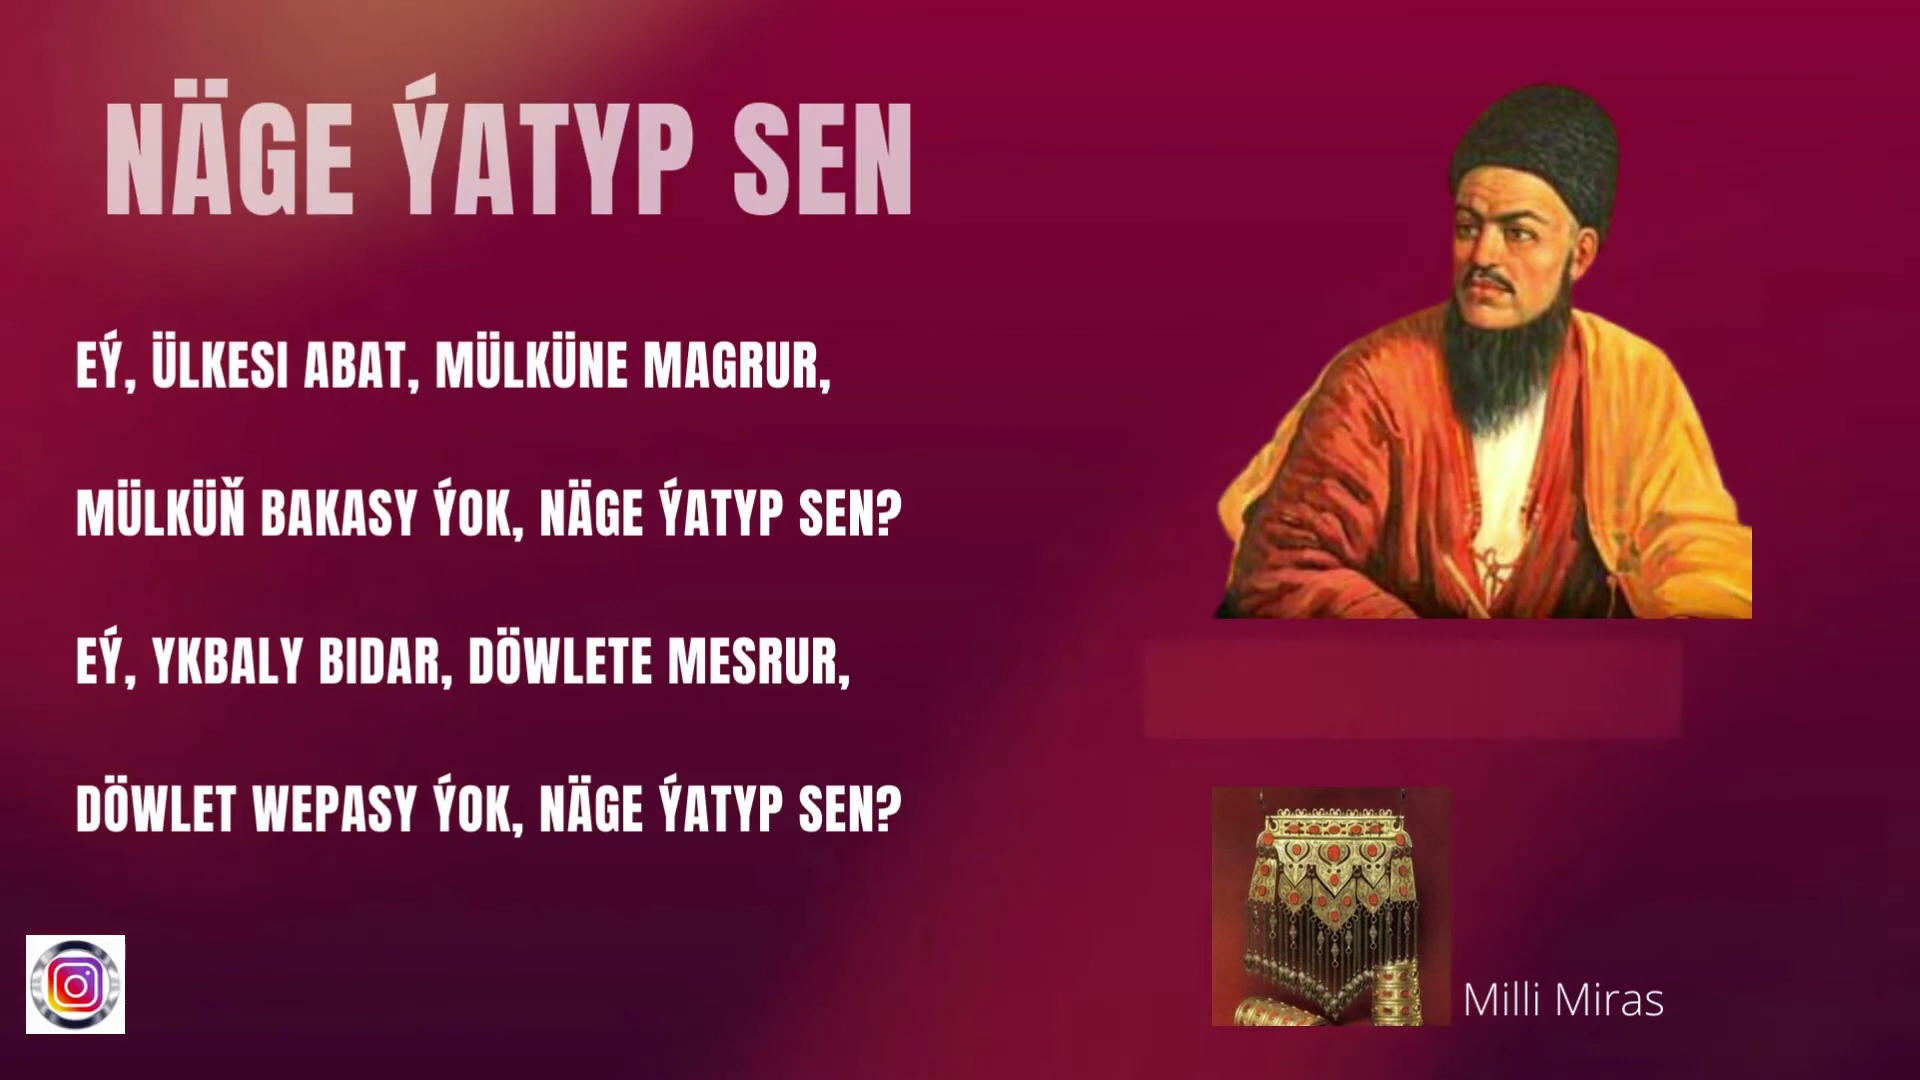 NÄGE ÝATYP SEN
EÝ, ÜLKESI ABAT, MÜLKÜNE MAGRUR,
MÜLKÜŇ BAKASY ÝOK, NÄGE ÝATYP SEN?
EÝ, YKBALY BIDAR, DÖWLETE MESRUR,
DÖWLET WEPASY ÝOK, NÄGE ÝATYP SEN?
Milli Miras